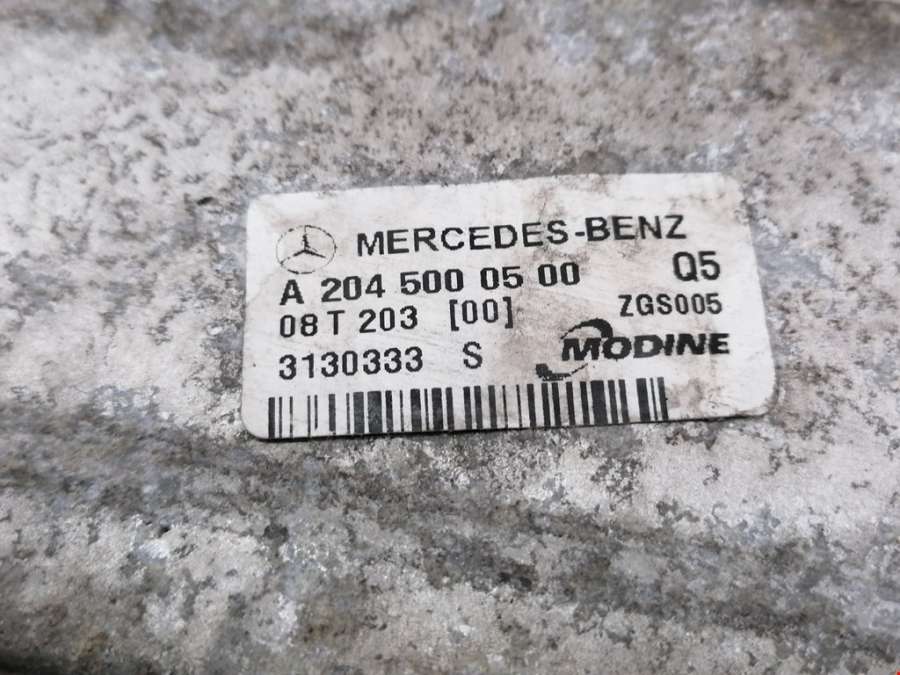 MERCEDES-BENZ
A 204 500 05 00 Q5
08 T 203 [00] ZGS005
3130333 S MODINE